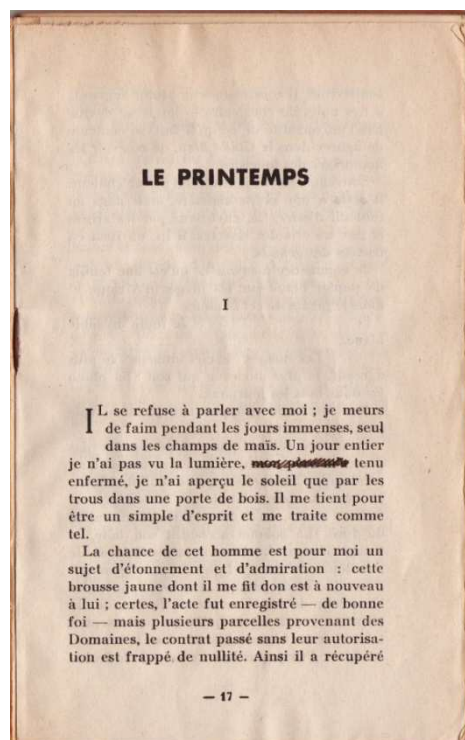 LE PRINTEMPS
I
IL se refuse à parler avec moi ; je meurs
de faim pendant les jours immenses, seul
dans les champs de maïs. Un jour entier
je n'ai pas vu la lumière, tenu
enfermé, je n'ai aperçu le soleil que par les
trous dans une porte de bois. Il me tient pour
être un simple d'esprit et me traite comme
tel.
La chance de cet homme est pour moi un
sujet d'étonnement et d'admiration : cette
brousse jaune dont il me fit don est à nouveau
à lui ; certes, l'acte fut enregistré — de bonne
foi — mais plusieurs parcelles provenant des
Domaines, le contrat passé sans leur autorisa-
tion est frappé de nullité. Ainsi il a récupéré
— 17 —